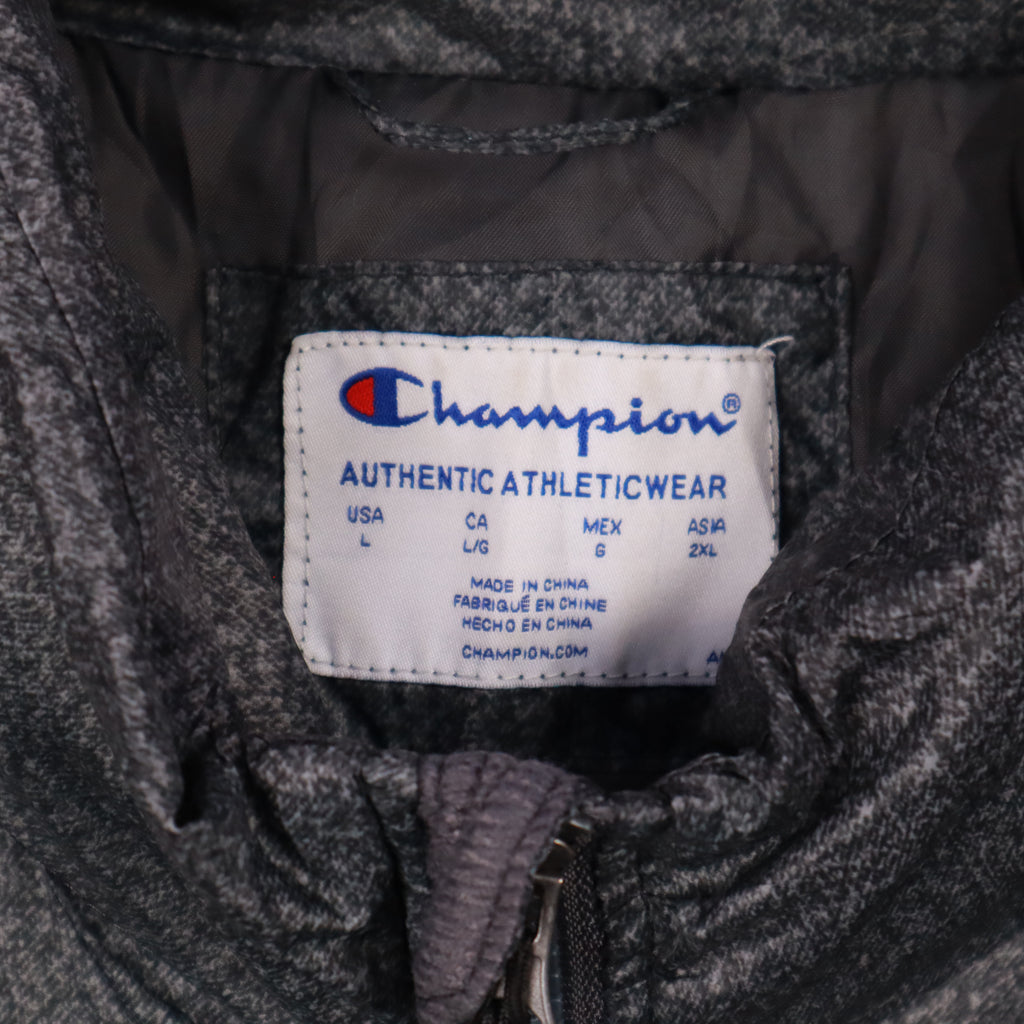 Champion®
AUTHENTIC ATHLETICWEAR
USA CA MEX ASIA
L L/G G 2XL
MADE IN CHINA
FABRIQUÉ EN CHINE
HECHO EN CHINA
CHAMPION.COM